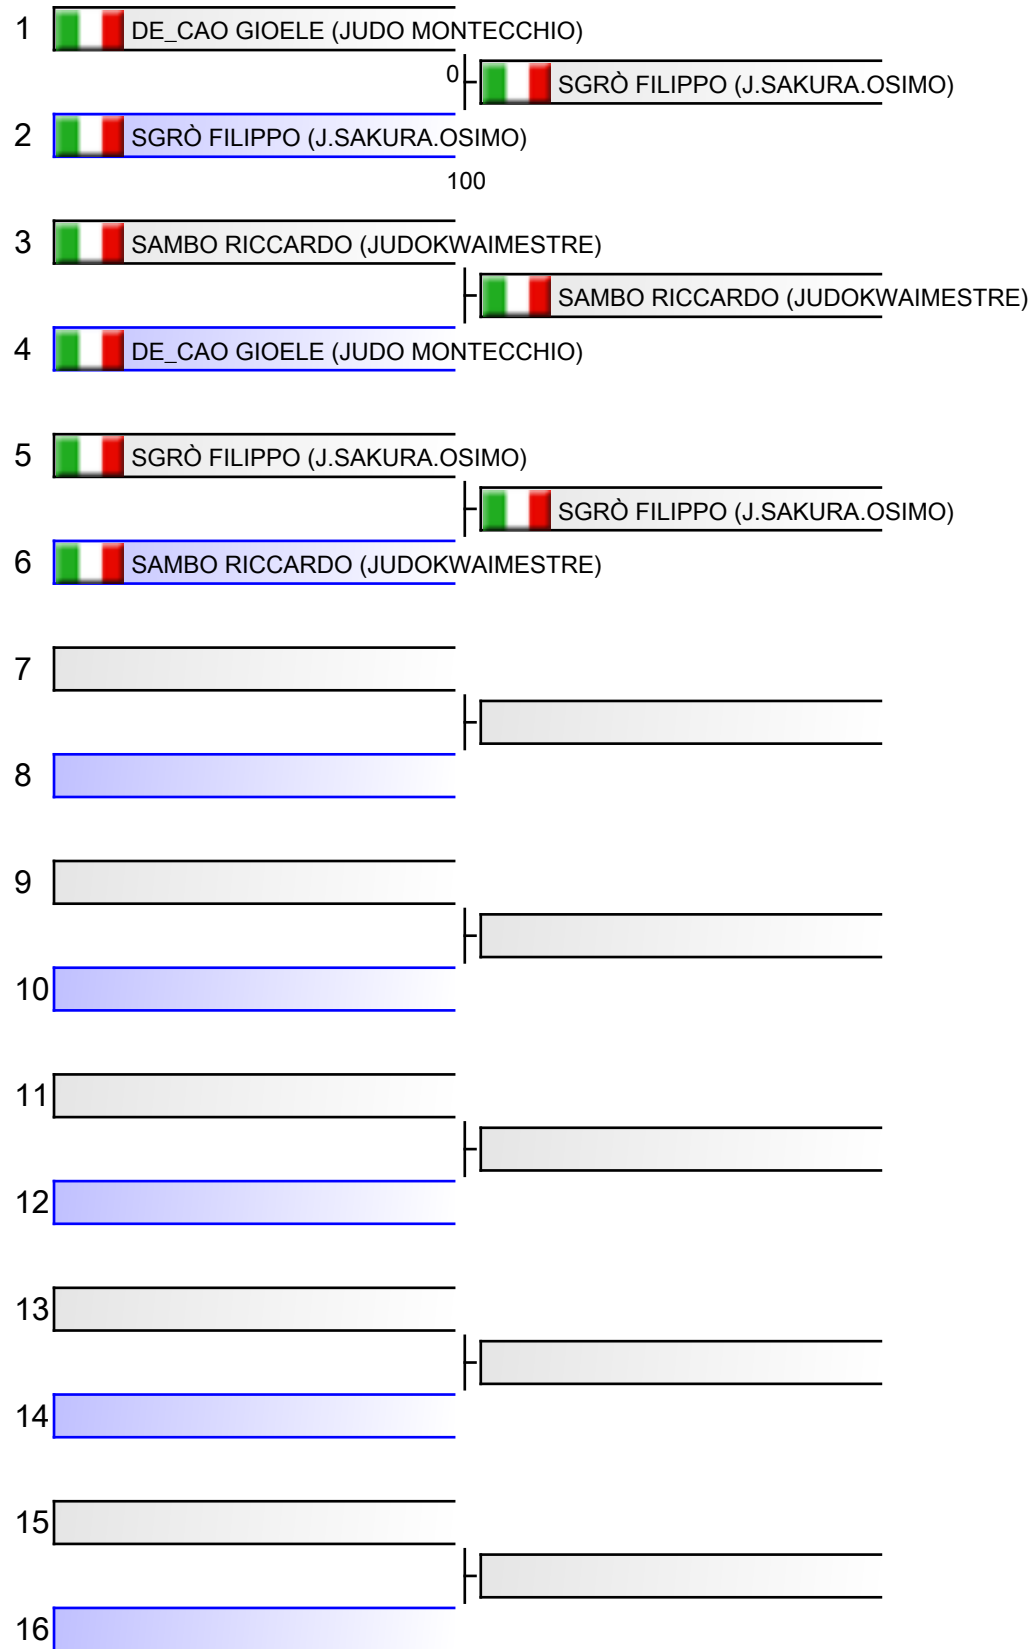 1 DE_CAO GIOELE (JUDO MONTECCHIO)
0 SGRÒ FILIPPO (J.SAKURA.OSIMO)
2 SGRÒ FILIPPO (J.SAKURA.OSIMO)
100
3 SAMBO RICCARDO (JUDOKWAIMESTRE)
SAMBO RICCARDO (JUDOKWAIMESTRE)
4 DE_CAO GIOELE (JUDO MONTECCHIO)
5 SGRÒ FILIPPO (J.SAKURA.OSIMO)
SGRÒ FILIPPO (J.SAKURA.OSIMO)
6 SAMBO RICCARDO (JUDOKWAIMESTRE)
7
8
9
10
11
12
13
14
15
16